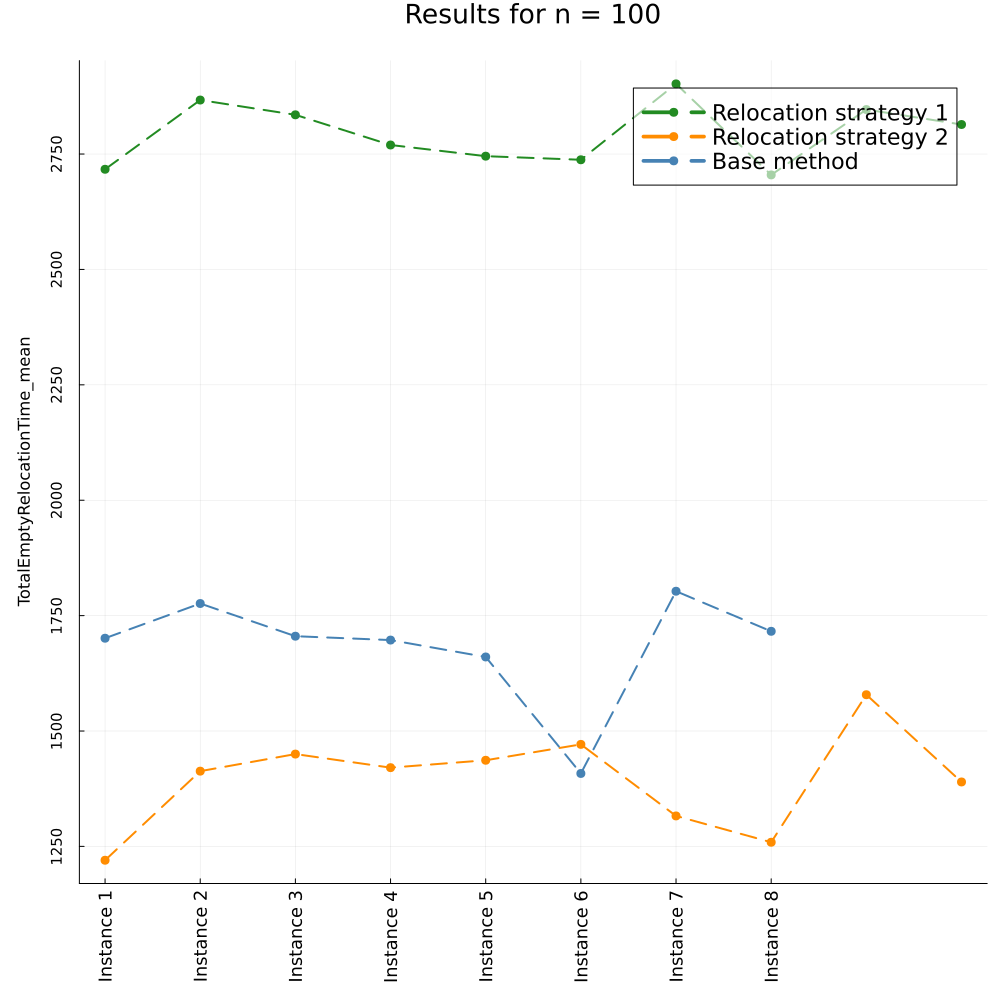 Results for n = 100
Relocation strategy 1
Relocation strategy 2
Base method
TotalEmptyRelocationTime_mean
2750
2500
2250
2000
1750
1500
1250
Instance 1
Instance 2
Instance 3
Instance 4
Instance 5
Instance 6
Instance 7
Instance 8